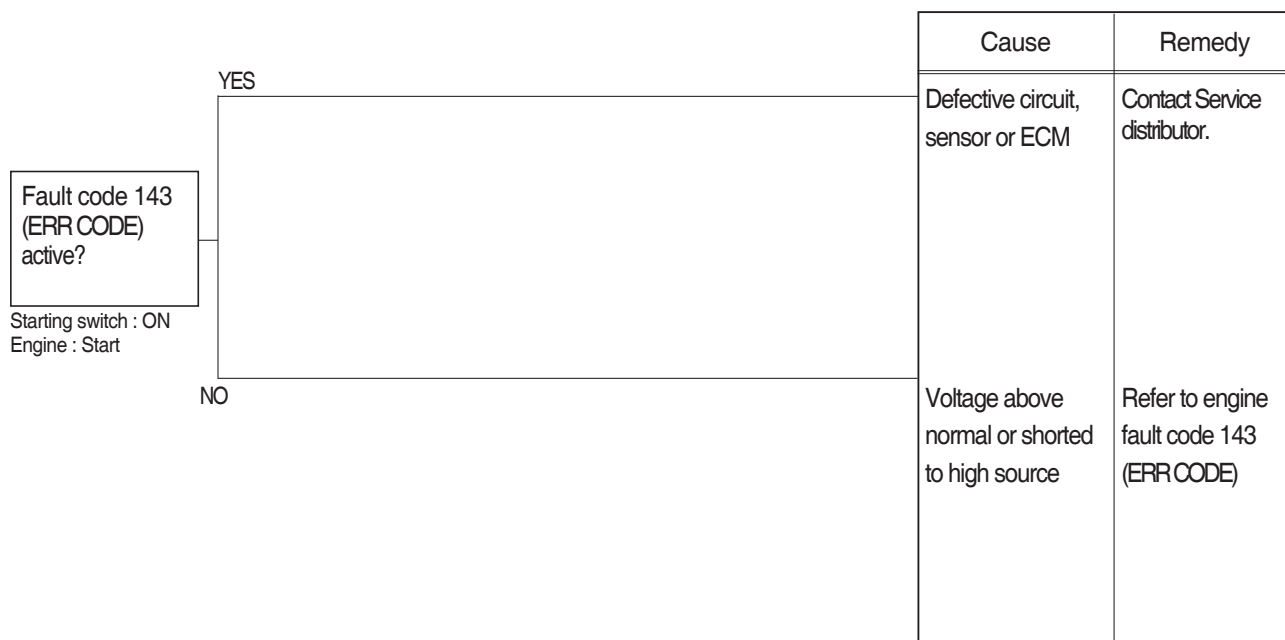 Cause
Remedy
YES
Defective circuit,
sensor or ECM
Contact Service
distributor.
Fault code 143
(ERR CODE)
active?
Starting switch : ON
Engine : Start
NO
Voltage above
normal or shorted
to high source
Refer to engine
fault code 143
(ERR CODE)